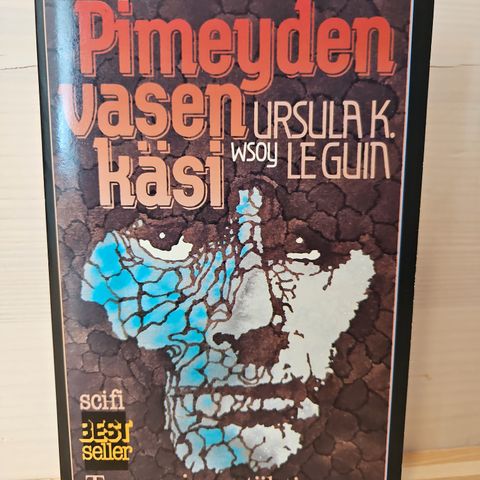 Pimeyden
vasen
käsi
URSULA K.
LE GUIN
wsoy
scifi
BEST
seller